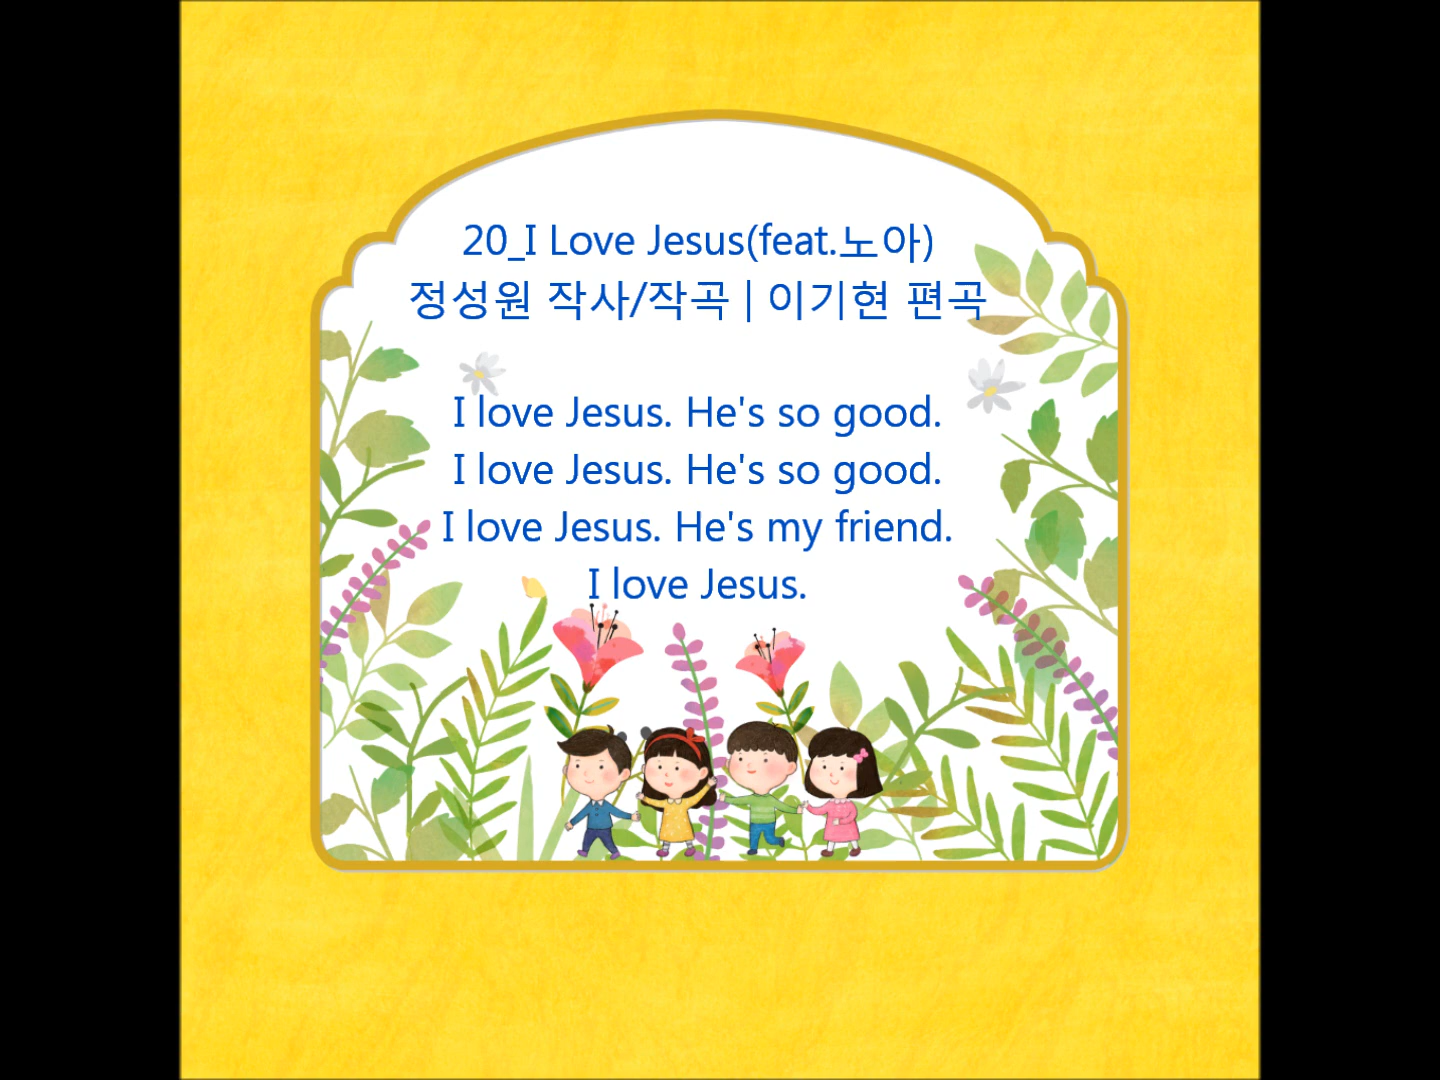 20_I Love Jesus(feat.노아)
정성원 작사/작곡 | 이기현 편곡
I love Jesus. He's so good.
I love Jesus. He's so good.
I love Jesus. He's my friend.
I love Jesus.